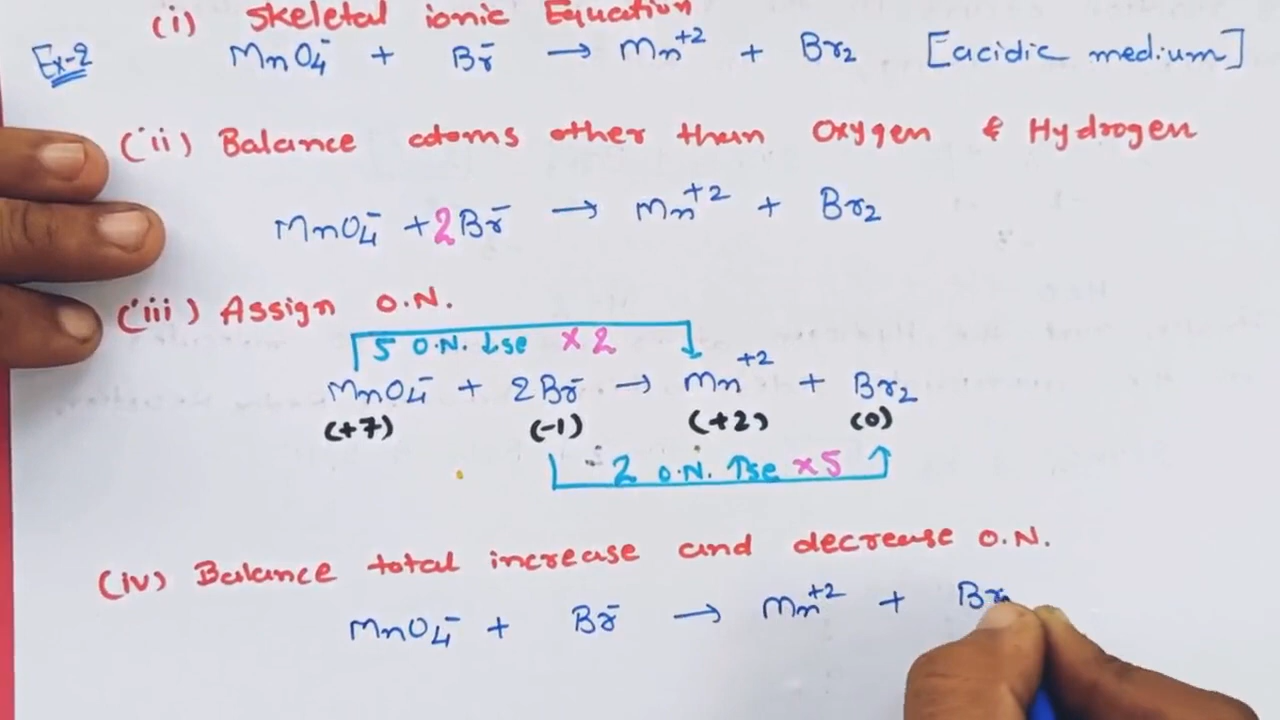 (i) Skeletal ionic Equation
Ex-2 MnO₄⁻ + Br⁻ → Mn⁺² + Br₂ [acidic medium]
(ii) Balance atoms other than Oxygen & Hydrogen
MnO₄⁻ + 2Br⁻ → Mn⁺² + Br₂
(iii) Assign O.N.
5 O.N. ↓se × 2
MnO₄⁻ + 2Br⁻ → Mn⁺² + Br₂
(+7) (-1) (+2) (0)
2 O.N. ↑se ×5
(iv) Balance total increase and decrease O.N.
MnO₄⁻ + Br⁻ → Mn⁺² + Br